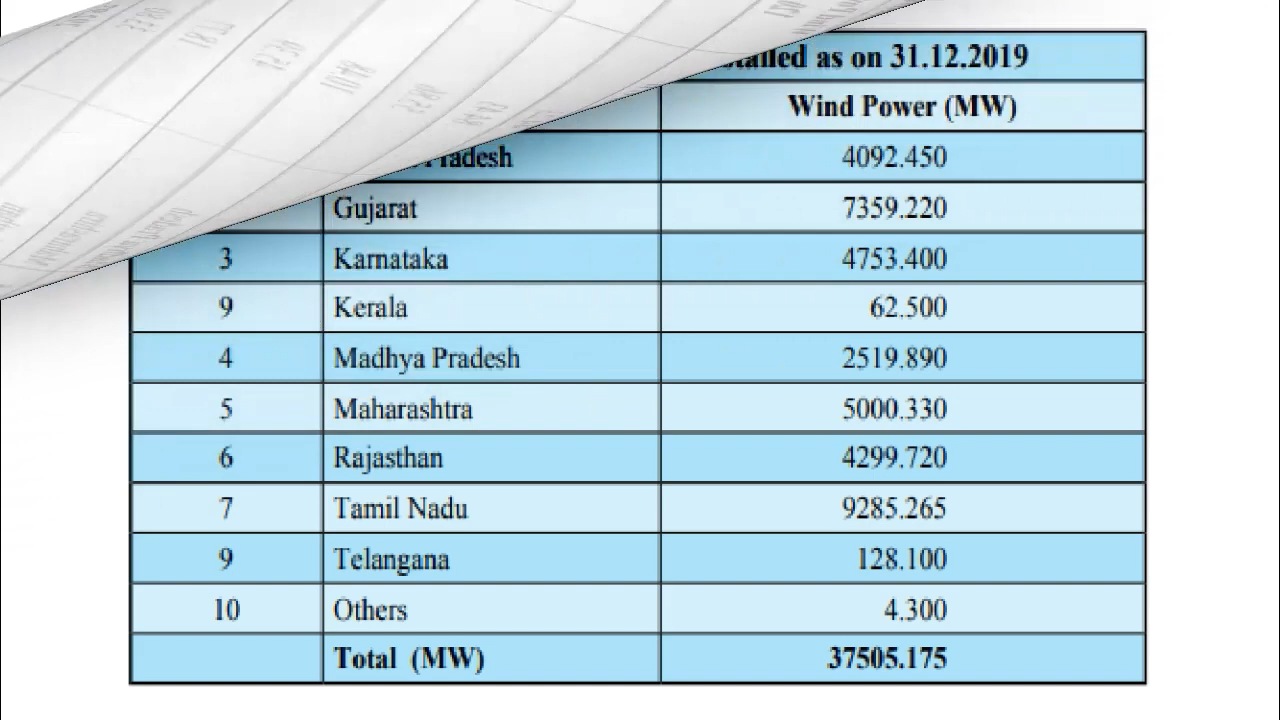 as on 31.12.2019
Wind Power (MW)
4092.450
Gujarat 7359.220
3 Karnataka 4753.400
9 Kerala 62.500
4 Madhya Pradesh 2519.890
5 Maharashtra 5000.330
6 Rajasthan 4299.720
7 Tamil Nadu 9285.265
9 Telangana 128.100
10 Others 4.300
Total (MW) 37505.175